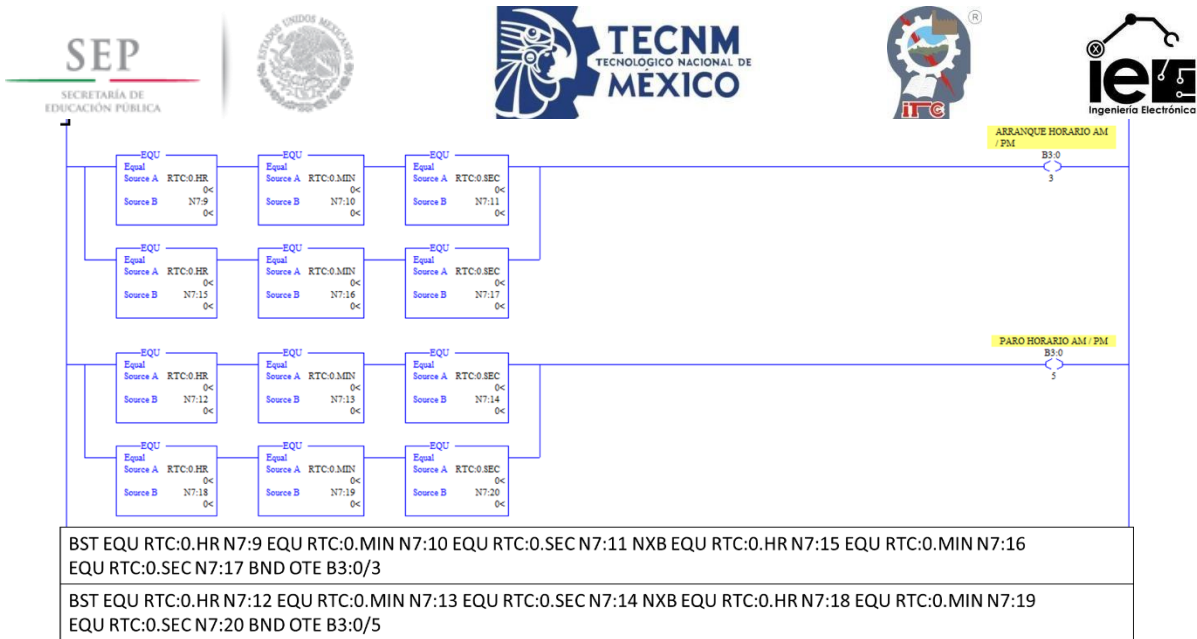 SEP
SECRETARÍA DE
EDUCACIÓN PÚBLICA
ESTADOS UNIDOS MEXICANOS
TECNM
TECNOLÓGICO NACIONAL DE
MÉXICO
®
iTC
ie
Ingeniería Electrónica
ARRANQUE HORARIO AM
/ PM
EQU EQU EQU B3:0
Equal Equal Equal
Source A RTC:0.HR Source A RTC:0.MIN Source A RTC:0.SEC 3
0< 0< 0<
Source B N7:9 Source B N7:10 Source B N7:11
0< 0< 0<
EQU EQU EQU
Equal Equal Equal
Source A RTC:0.HR Source A RTC:0.MIN Source A RTC:0.SEC
0< 0< 0<
Source B N7:15 Source B N7:16 Source B N7:17
0< 0< 0<
PARO HORARIO AM / PM
EQU EQU EQU B3:0
Equal Equal Equal
Source A RTC:0.HR Source A RTC:0.MIN Source A RTC:0.SEC 5
0< 0< 0<
Source B N7:12 Source B N7:13 Source B N7:14
0< 0< 0<
EQU EQU EQU
Equal Equal Equal
Source A RTC:0.HR Source A RTC:0.MIN Source A RTC:0.SEC
0< 0< 0<
Source B N7:18 Source B N7:19 Source B N7:20
0< 0< 0<
BST EQU RTC:0.HR N7:9 EQU RTC:0.MIN N7:10 EQU RTC:0.SEC N7:11 NXB EQU RTC:0.HR N7:15 EQU RTC:0.MIN N7:16
EQU RTC:0.SEC N7:17 BND OTE B3:0/3
BST EQU RTC:0.HR N7:12 EQU RTC:0.MIN N7:13 EQU RTC:0.SEC N7:14 NXB EQU RTC:0.HR N7:18 EQU RTC:0.MIN N7:19
EQU RTC:0.SEC N7:20 BND OTE B3:0/5